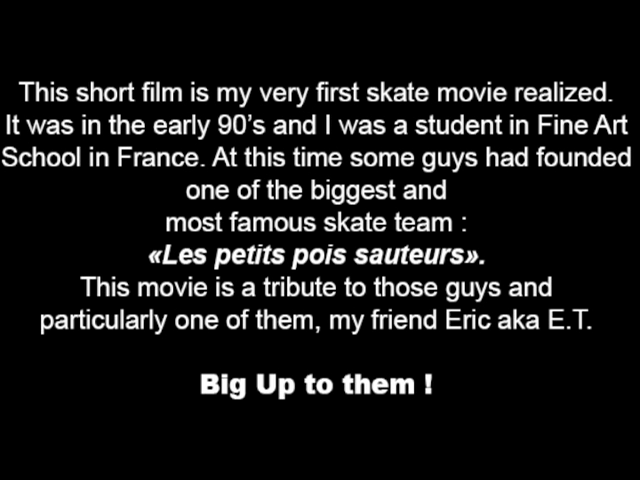 This short film is my very first skate movie realized.
It was in the early 90’s and I was a student in Fine Art
School in France. At this time some guys had founded
one of the biggest and
most famous skate team :
«Les petits pois sauteurs».
This movie is a tribute to those guys and
particularly one of them, my friend Eric aka E.T.
Big Up to them !